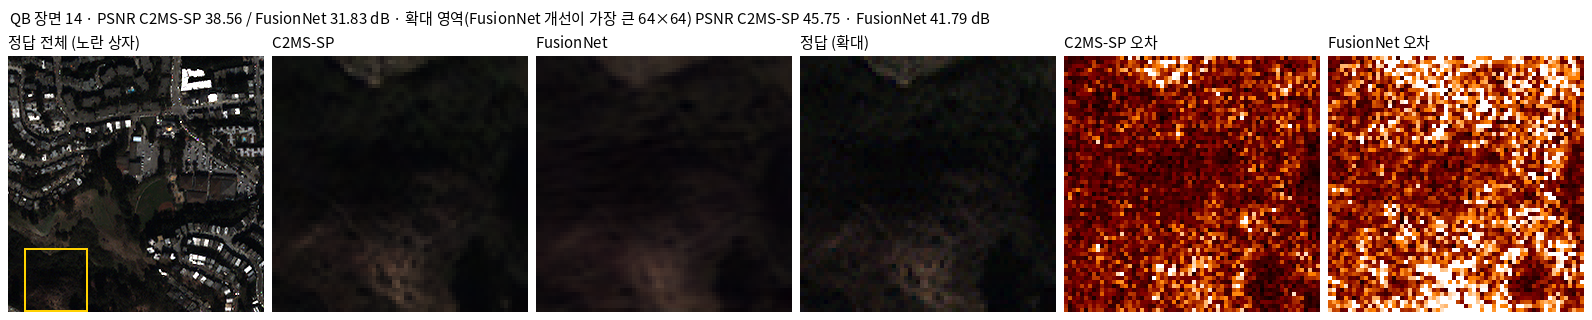 QB 장면 14 · PSNR C2MS-SP 38.56 / FusionNet 31.83 dB · 확대 영역(FusionNet 개선이 가장 큰 64×64) PSNR C2MS-SP 45.75 · FusionNet 41.79 dB
정답 전체 (노란 상자)
C2MS-SP
FusionNet
정답 (확대)
C2MS-SP 오차
FusionNet 오차